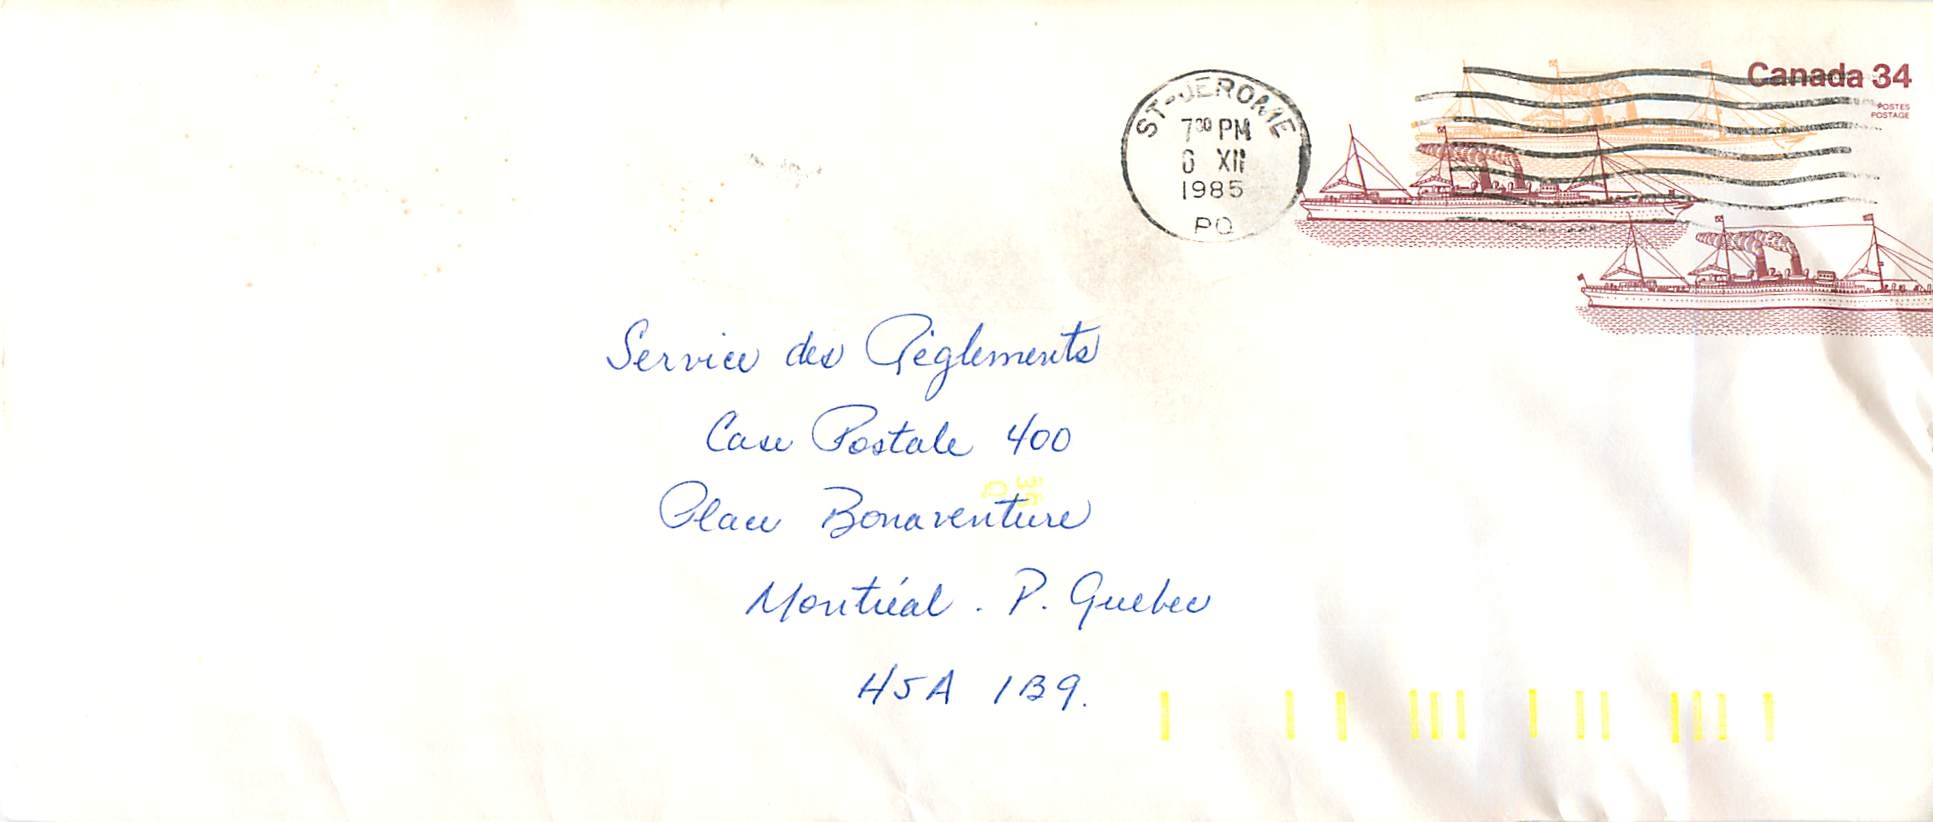 Canada 34
POSTES
POSTAGE
ST-JEROME
7 30 PM
XII
1985
PQ
Service des Règlements
Case Postale 400
Place Bonaventure
Montréal . P. Quebec
H5A 1B9.